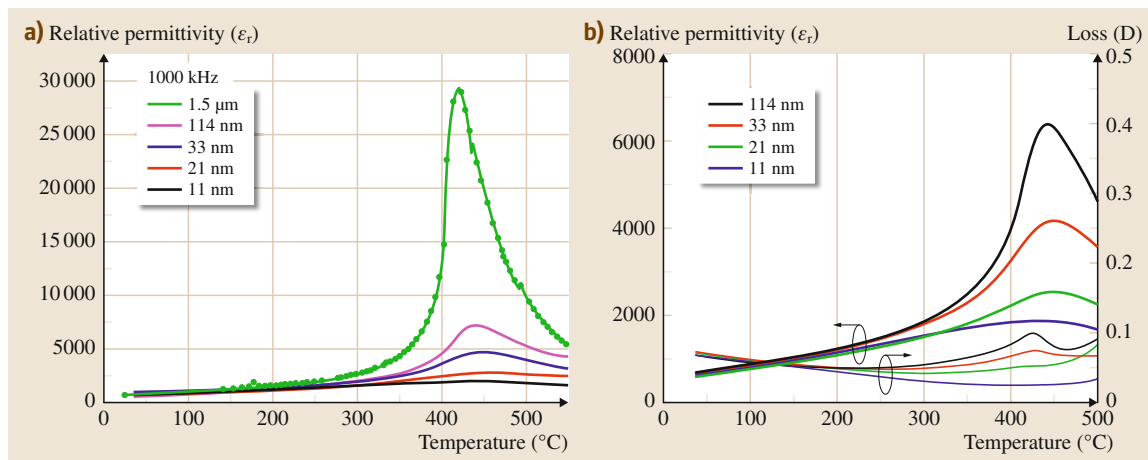 a) Relative permittivity (εr)
30 000
25 000
20 000
15 000
10 000
5000
0
1000 kHz
1.5 µm
114 nm
33 nm
21 nm
11 nm
0 100 200 300 400 500
Temperature (°C)
b) Relative permittivity (εr) Loss (D)
8000
6000
4000
2000
0
114 nm
33 nm
21 nm
11 nm
0.5
0.4
0.3
0.2
0.1
0
0 100 200 300 400 500
Temperature (°C)